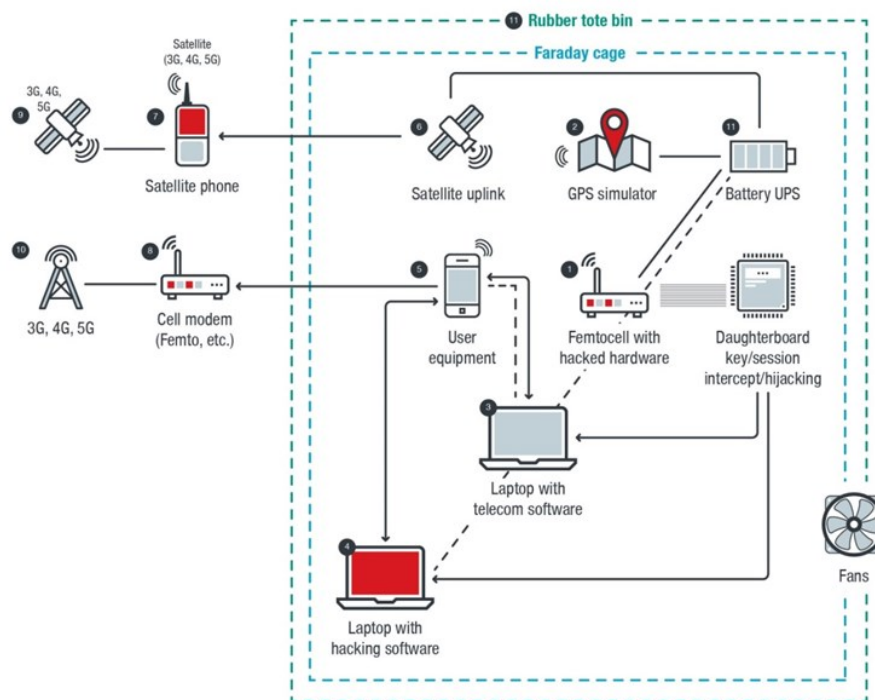 11 Rubber tote bin
Faraday cage
Satellite
(3G, 4G, 5G)
3G, 4G,
5G
9
7
6
2
11
Satellite phone
Satellite uplink
GPS simulator
Battery UPS
10
8
5
1
3G, 4G, 5G
Cell modem
(Femto, etc.)
User
equipment
Femtocell with
hacked hardware
Daughterboard
key/session
intercept/hijacking
3
Laptop with
telecom software
4
Laptop with
hacking software
Fans